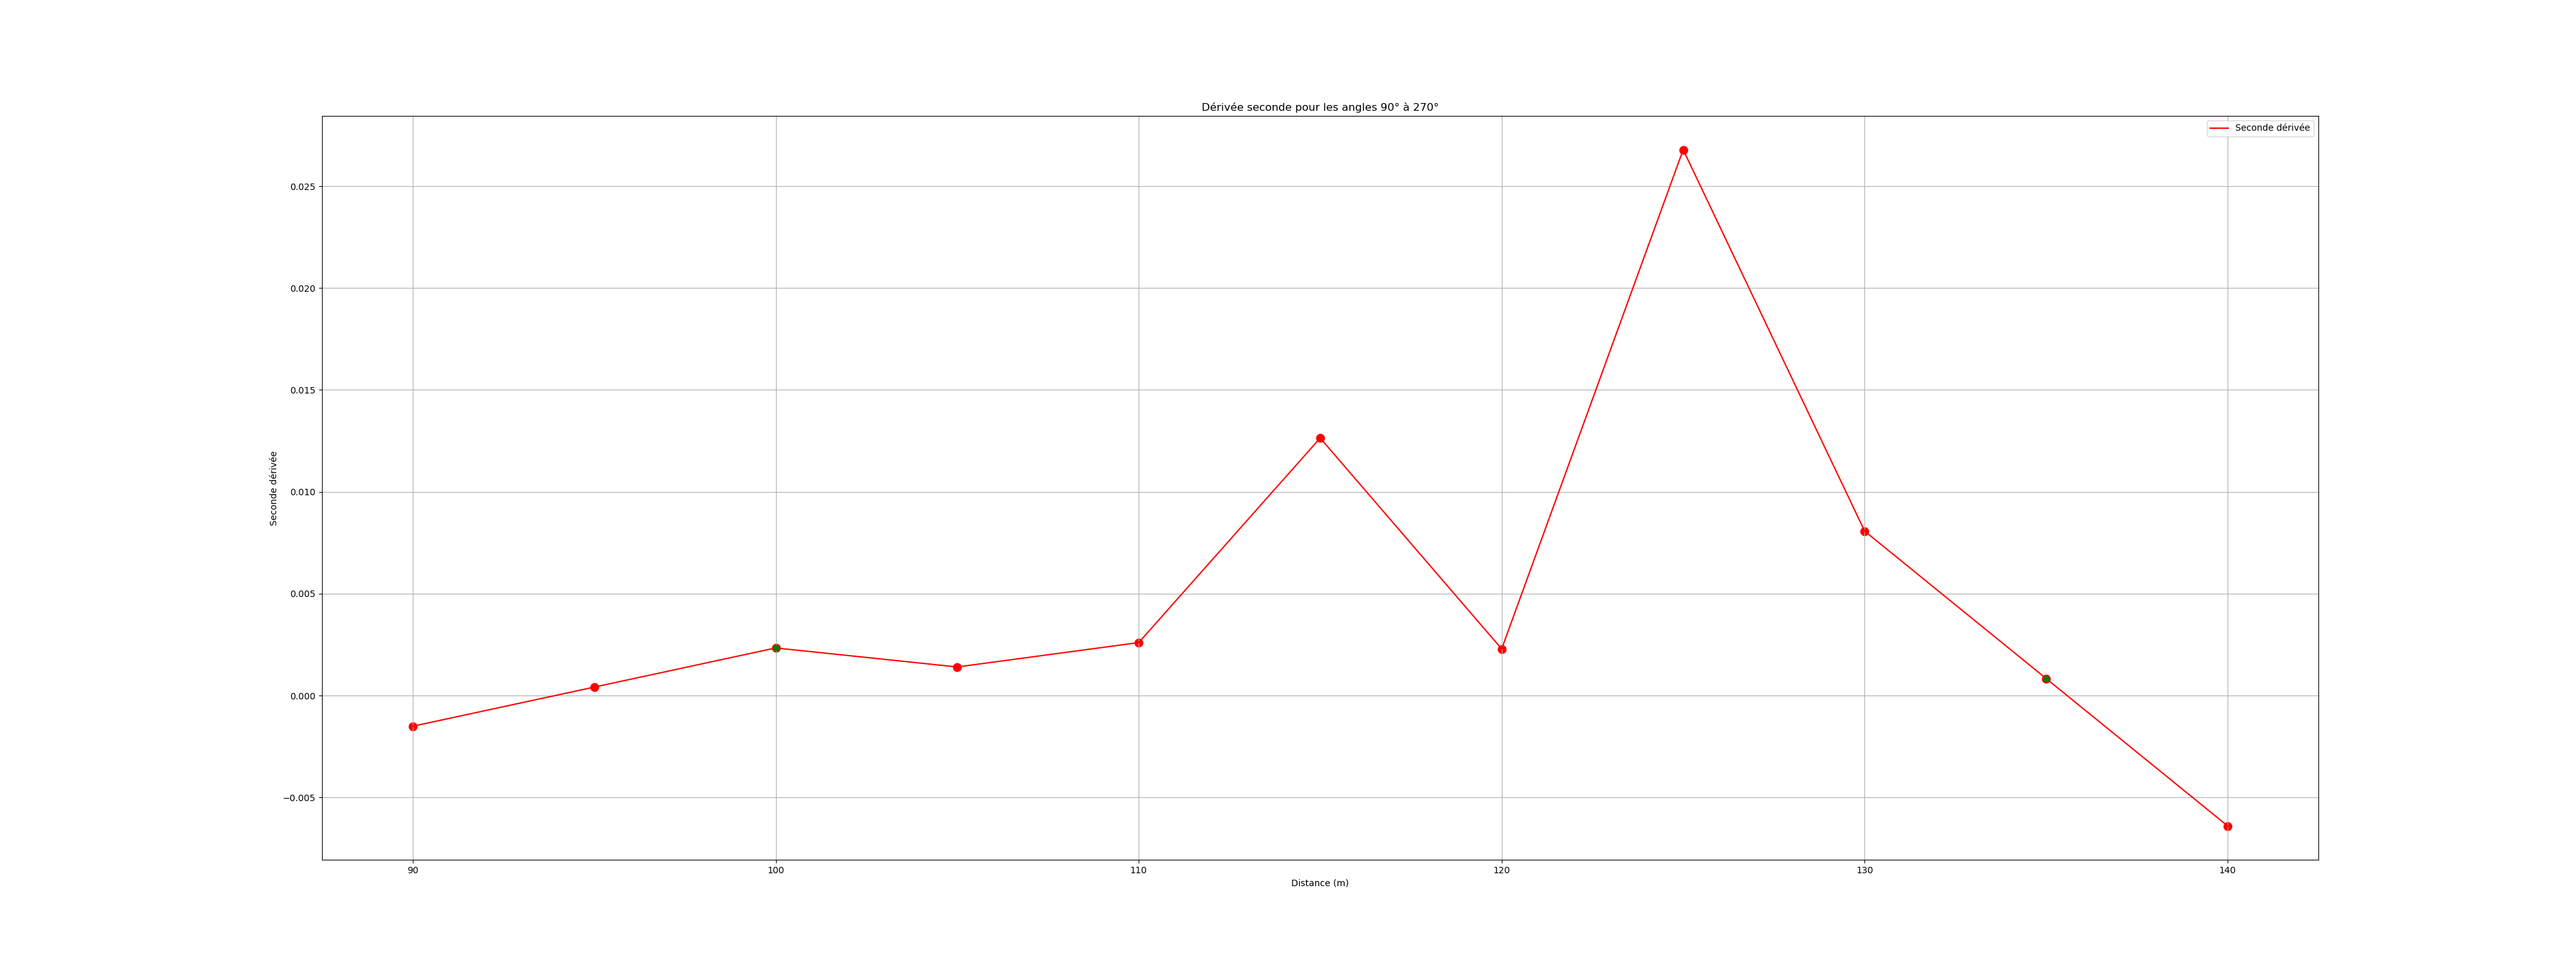 Dérivée seconde pour les angles 90° à 270°
Seconde dérivée
0.025
0.020
0.015
0.010
0.005
0.000
−0.005
Seconde dérivée
90 100 110 120 130 140
Distance (m)